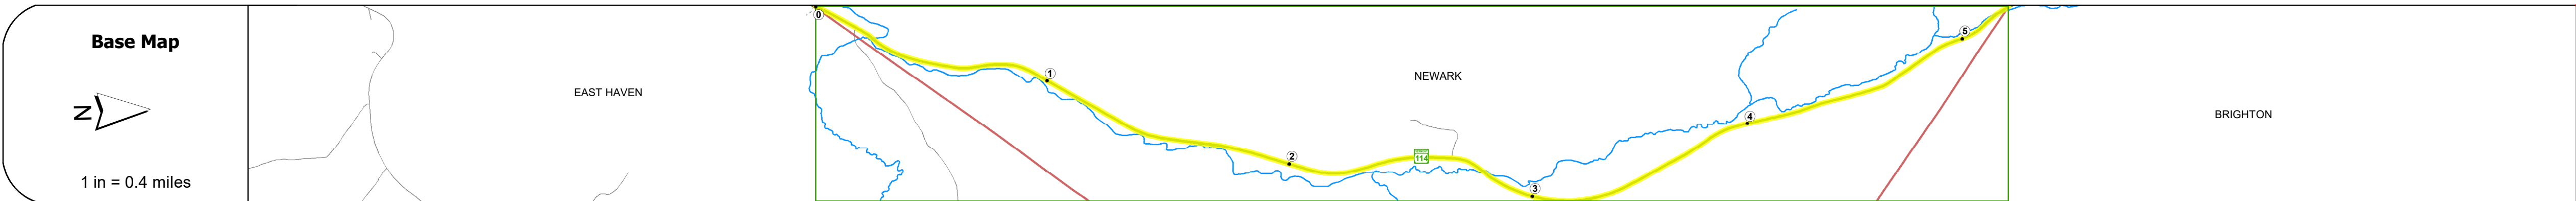 Base Map
N
1 in = 0.4 miles
EAST HAVEN
0
1
2
NEWARK
114
3
4
5
BRIGHTON